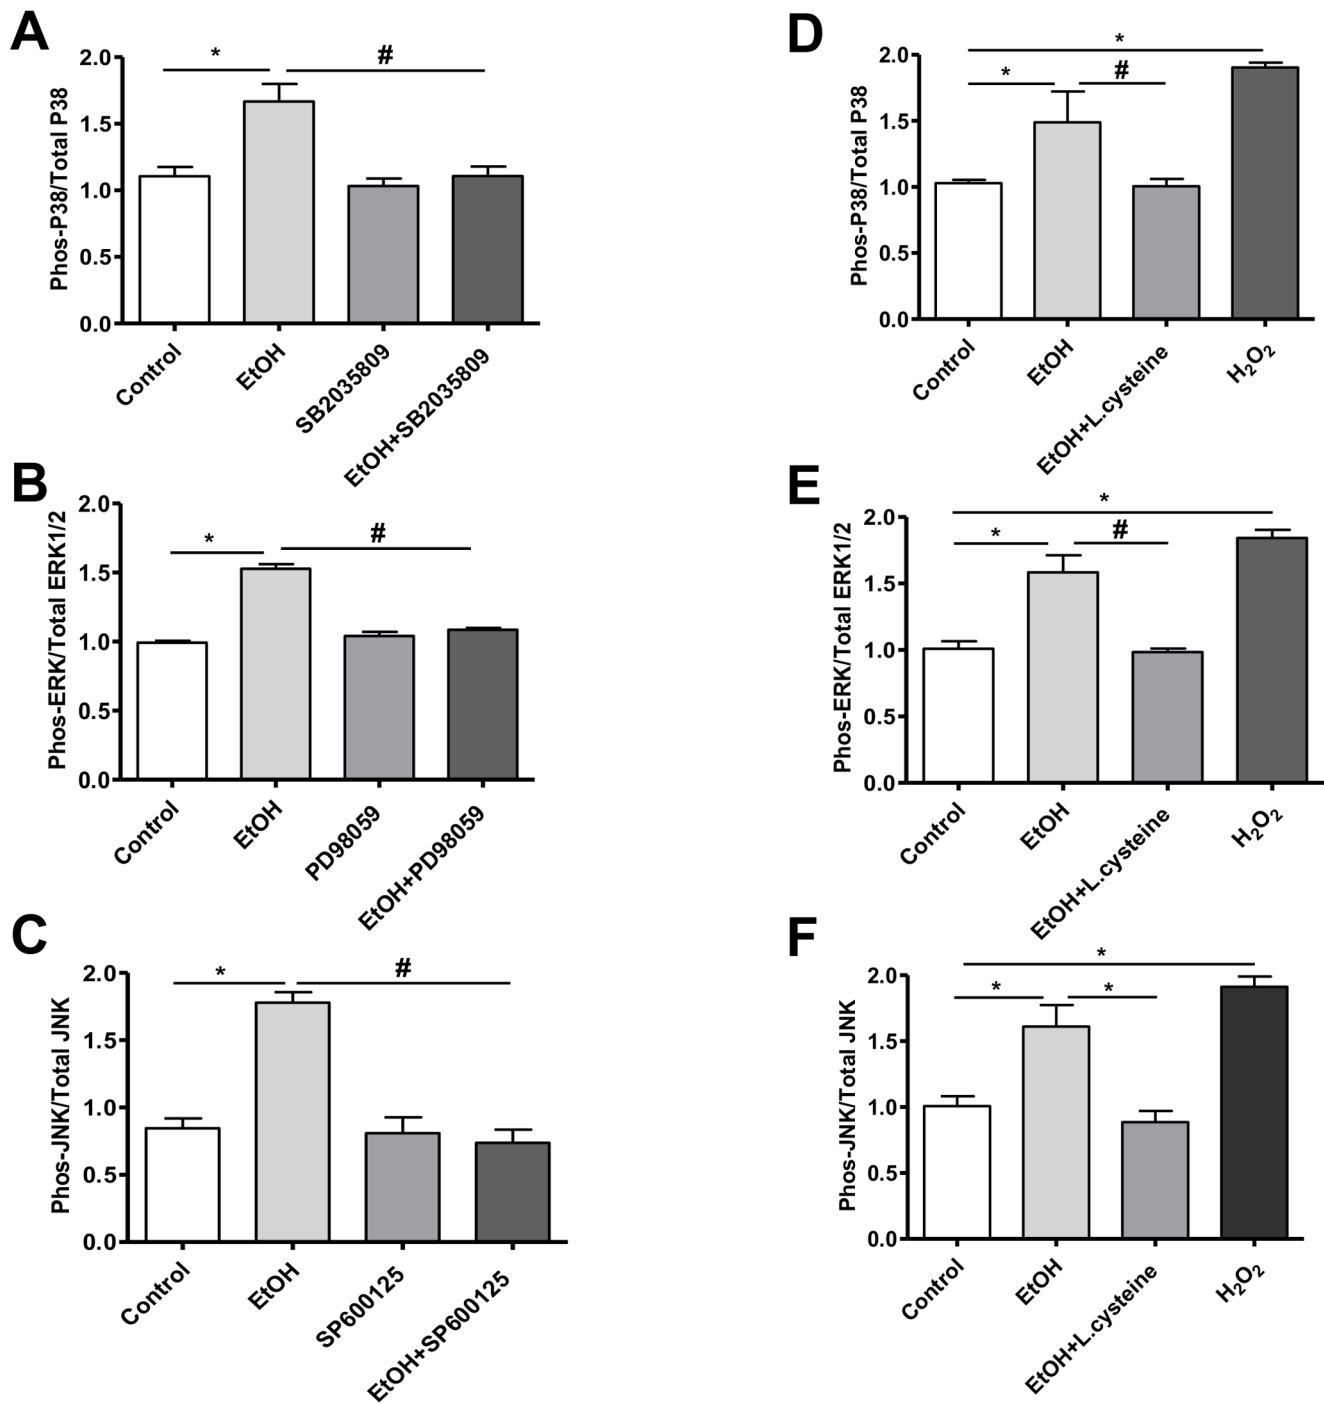 A
Phos-P38/Total P38
2.0
1.5
1.0
0.5
0.0
*
#
Control
EtOH
SB2035809
EtOH+SB2035809
B
Phos-ERK/Total ERK1/2
2.0
1.5
1.0
0.5
0.0
*
#
Control
EtOH
PD98059
EtOH+PD98059
C
Phos-JNK/Total JNK
2.0
1.5
1.0
0.5
0.0
*
#
Control
EtOH
SP600125
EtOH+SP600125
D
Phos-P38/Total P38
2.0
1.5
1.0
0.5
0.0
*
*
#
Control
EtOH
EtOH+L.cysteine
H₂O₂
E
Phos-ERK/Total ERK1/2
2.0
1.5
1.0
0.5
0.0
*
*
#
Control
EtOH
EtOH+L.cysteine
H₂O₂
F
Phos-JNK/Total JNK
2.0
1.5
1.0
0.5
0.0
*
*
*
Control
EtOH
EtOH+L.cysteine
H₂O₂